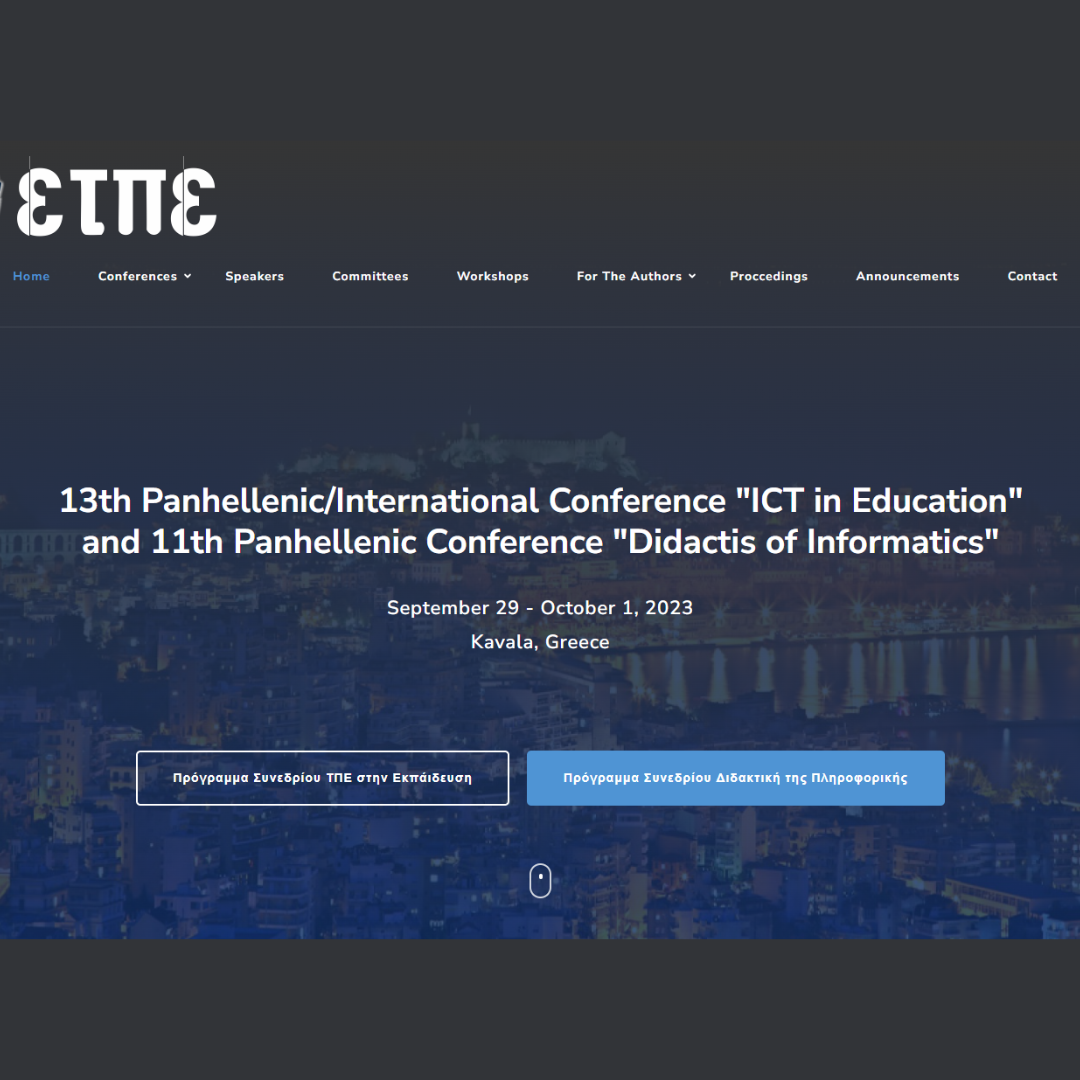 ετπε
Home Conferences Speakers Committees Workshops For The Authors Proccedings Announcements Contact
13th Panhellenic/International Conference "ICT in Education"
and 11th Panhellenic Conference "Didactis of Informatics"
September 29 - October 1, 2023
Kavala, Greece
Πρόγραμμα Συνεδρίου ΤΠΕ στην Εκπάιδευση Πρόγραμμα Συνεδρίου Διδακτική της Πληροφορικής